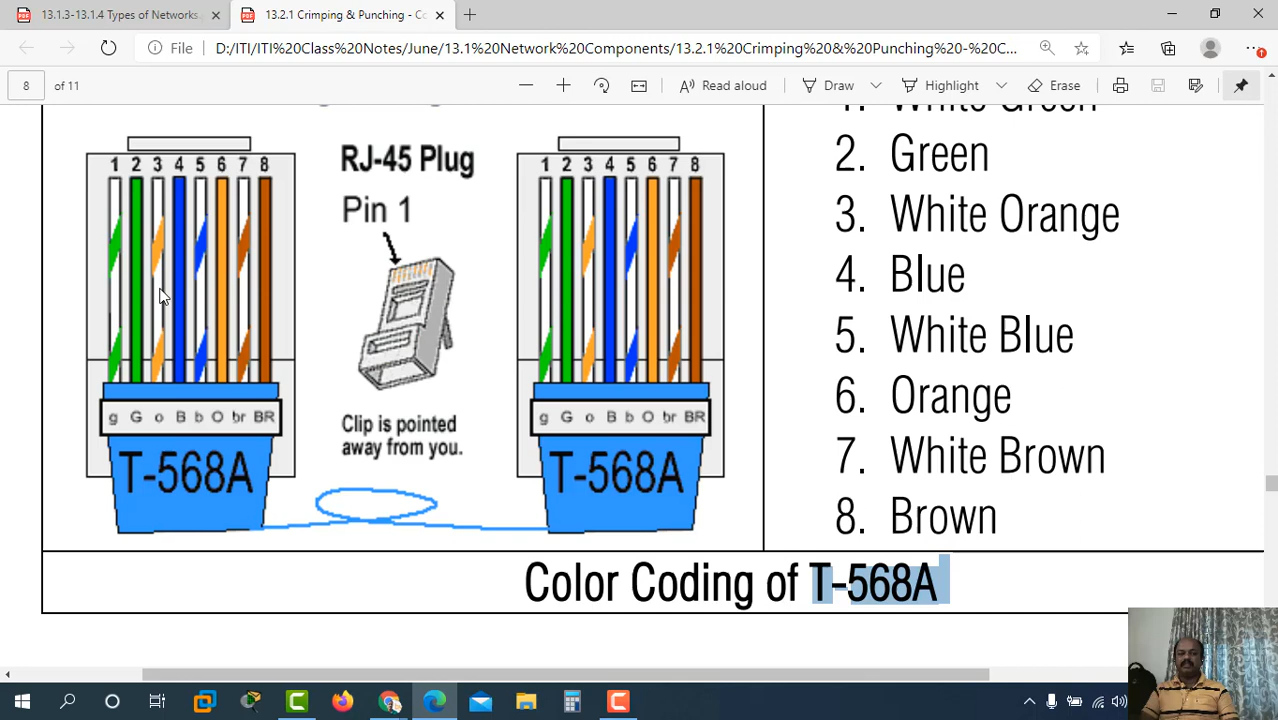 13.1.3-13.1.4 Types of Networks
13.2.1 Crimping & Punching - Co
File
D:/ITI/ITI%20Class%20Notes/June/13.1%20Network%20Components/13.2.1%20Crimping%20&%20Punching%20-%20C...
8 of 11
Read aloud
Draw
Highlight
Erase
1 2 3 4 5 6 7 8
g G o B b O br BR
T-568A
RJ-45 Plug
Pin 1
Clip is pointed
away from you.
1 2 3 4 5 6 7 8
g G o B b O br BR
T-568A
1. White Green
2. Green
3. White Orange
4. Blue
5. White Blue
6. Orange
7. White Brown
8. Brown
Color Coding of T-568A